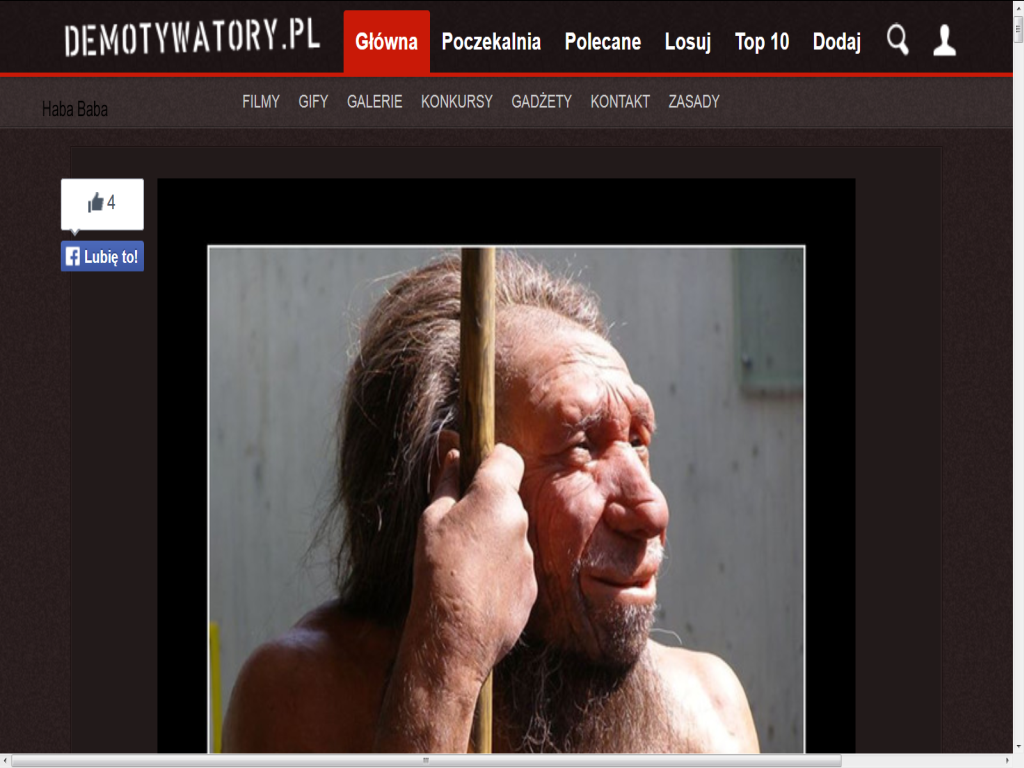 DEMOTYWATORY.PL Główna Poczekalnia Polecane Losuj Top 10 Dodaj
Haba Baba FILMY GIFY GALERIE KONKURSY GADŻETY KONTAKT ZASADY
4
Lubię to!